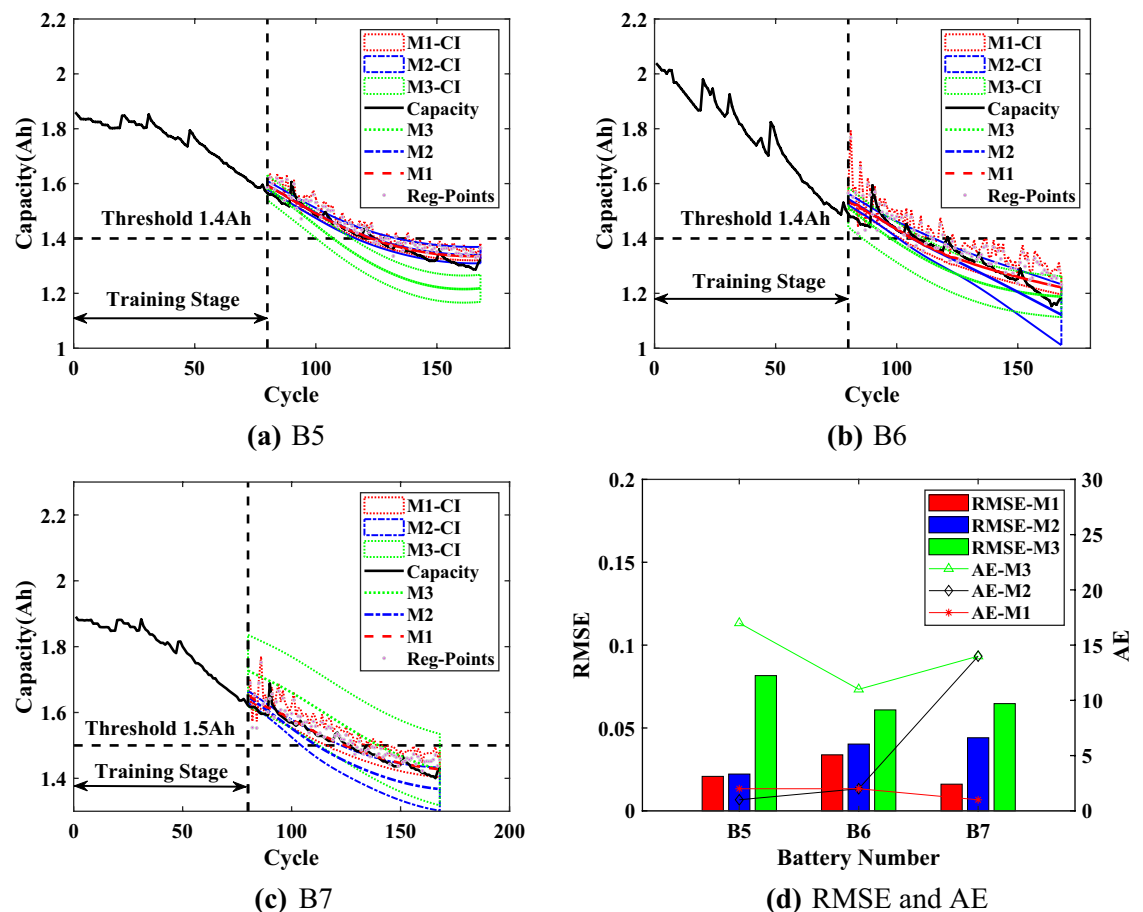 2.2
2
1.8
1.6
1.4
1.2
1
Capacity(Ah)
M1-CI
M2-CI
M3-CI
Capacity
M3
M2
M1
Reg-Points
Threshold 1.4Ah
Training Stage
0
50
100
150
Cycle
(a) B5
2.2
2
1.8
1.6
1.4
1.2
1
Capacity(Ah)
M1-CI
M2-CI
M3-CI
Capacity
M3
M2
M1
Reg-Points
Threshold 1.4Ah
Training Stage
0
50
100
150
Cycle
(b) B6
2.2
2
1.8
1.6
1.4
Capacity(Ah)
M1-CI
M2-CI
M3-CI
Capacity
M3
M2
M1
Reg-Points
Threshold 1.5Ah
Training Stage
0
50
100
150
200
Cycle
(c) B7
0.2
0.15
0.1
0.05
0
RMSE
RMSE-M1
RMSE-M2
RMSE-M3
AE-M3
AE-M2
AE-M1
30
25
20
15
10
5
0
AE
B5
B6
B7
Battery Number
(d) RMSE and AE